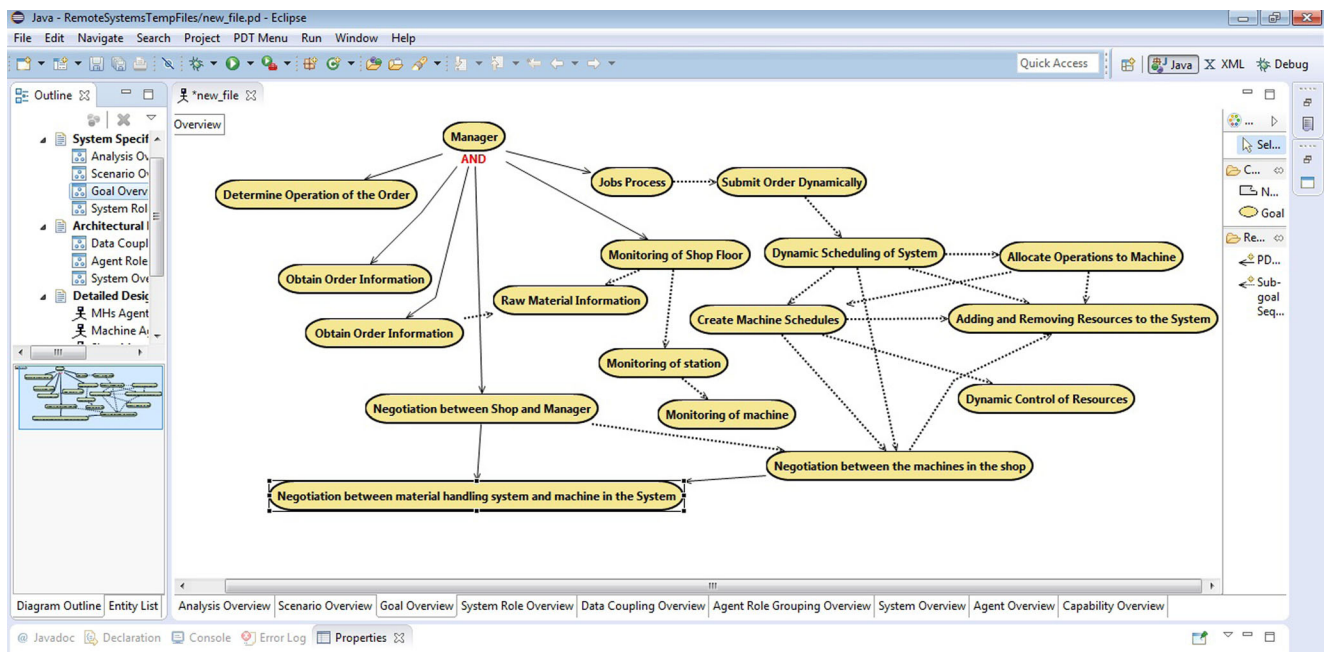 Java - RemoteSystemsTempFiles/new_file.pd - Eclipse
File Edit Navigate Search Project PDT Menu Run Window Help
Quick Access Java XML Debug
Outline
System Specif
Analysis Ov
Scenario O
Goal Overv
System Rol
Architectural
Data Coupl
Agent Role
System Ove
Detailed Desig
MHs Agent
Machine A
Diagram Outline Entity List
*new_file
Overview
Manager
AND
Determine Operation of the Order
Jobs Process
Submit Order Dynamically
Monitoring of Shop Floor
Dynamic Scheduling of System
Allocate Operations to Machine
Obtain Order Information
Raw Material Information
Obtain Order Information
Create Machine Schedules
Adding and Removing Resources to the System
Monitoring of station
Dynamic Control of Resources
Negotiation between Shop and Manager
Monitoring of machine
Negotiation between the machines in the shop
Negotiation between material handling system and machine in the System
...
Sel...
C...
N...
Goal
Re...
PD...
Sub-
goal
Seq...
Analysis Overview Scenario Overview Goal Overview System Role Overview Data Coupling Overview Agent Role Grouping Overview System Overview Agent Overview Capability Overview
@ Javadoc Declaration Console Error Log Properties